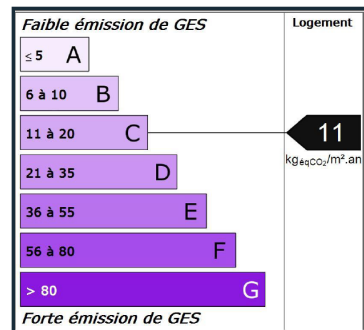 Faible émission de GES
Logement
≤ 5 A
6 à 10 B
11 à 20 C
11
kgéqCO₂/m².an
21 à 35 D
36 à 55 E
56 à 80 F
> 80 G
Forte émission de GES